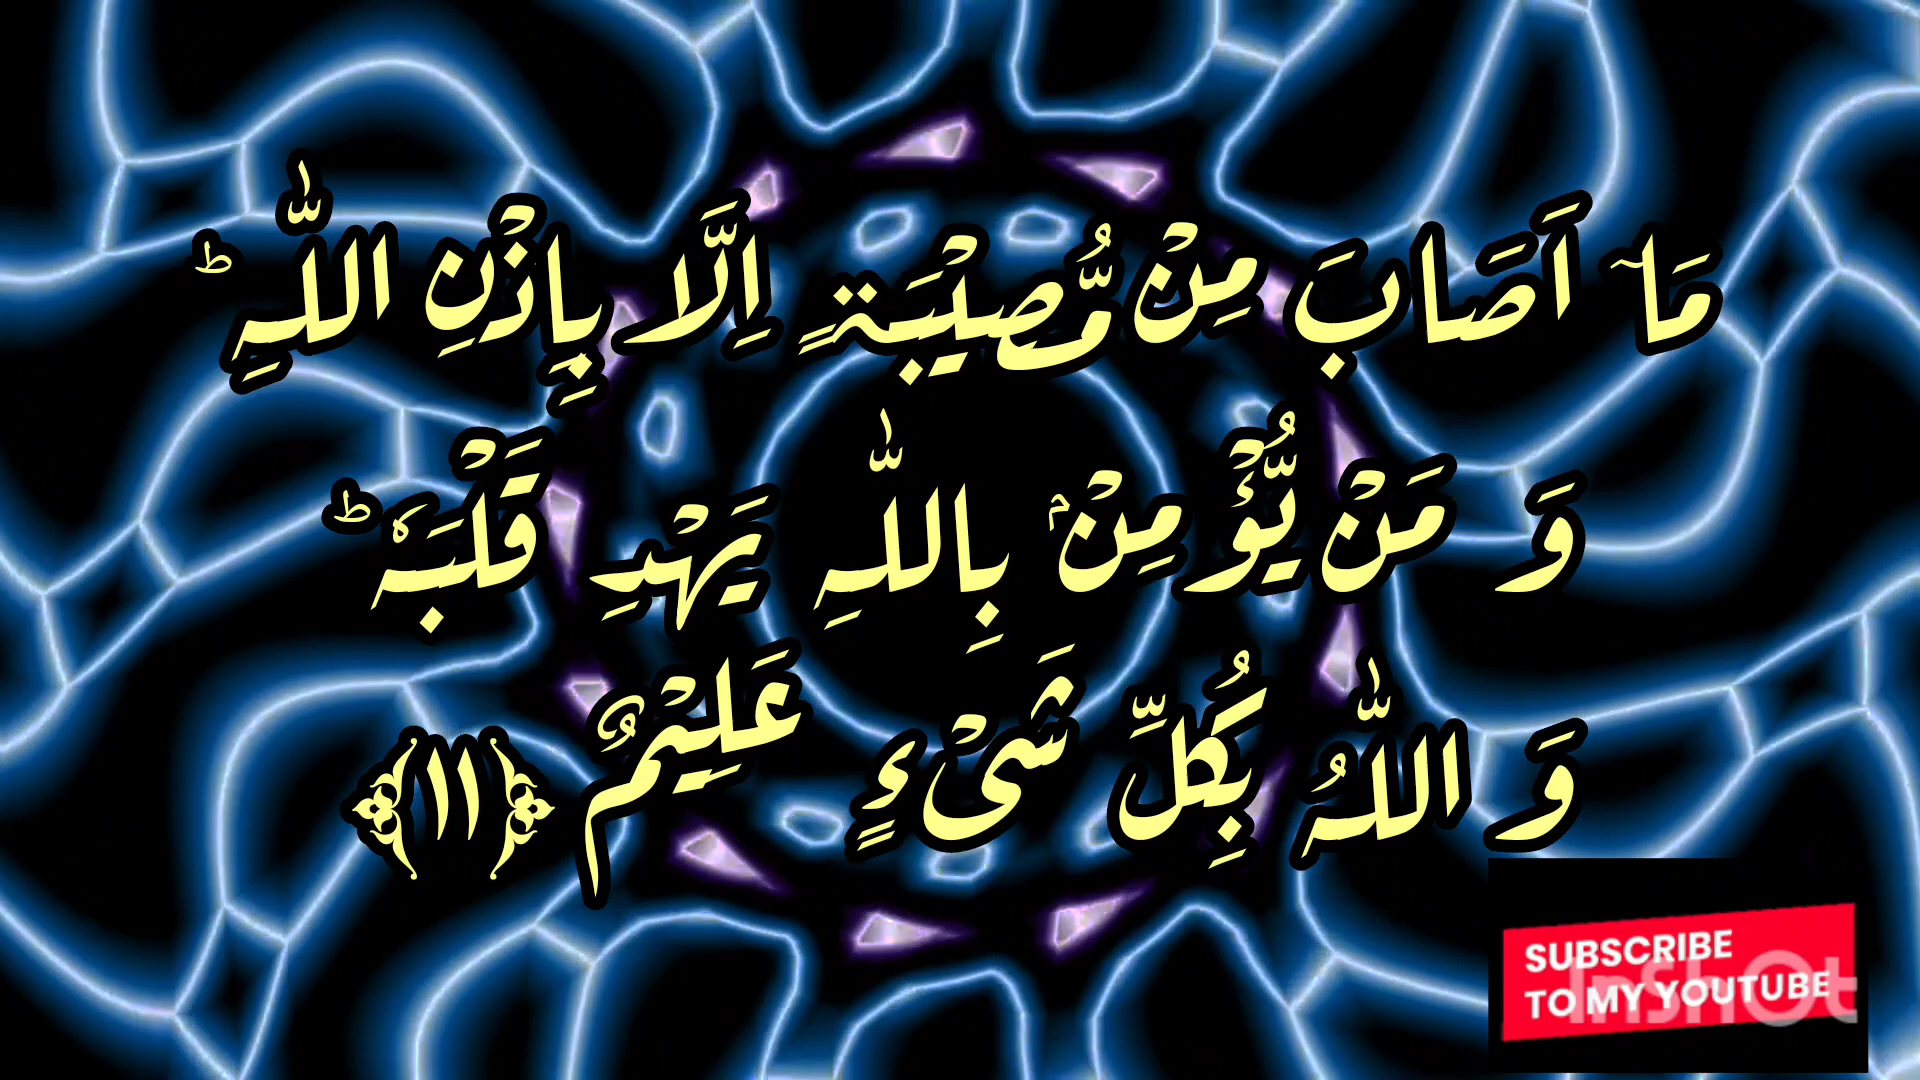 مَاۤ اَصَابَ مِنْ مُّصِیْبَةٍ اِلَّا بِاِذْنِ اللّٰهِؕ
وَ مَنْ یُّؤْمِنْۢ بِاللّٰهِ یَهْدِ قَلْبَهٗؕ
وَ اللّٰهُ بِكُلِّ شَیْءٍ عَلِیْمٌ ﴿۱۱﴾
SUBSCRIBE
TO MY YOUTUBE
InShOt